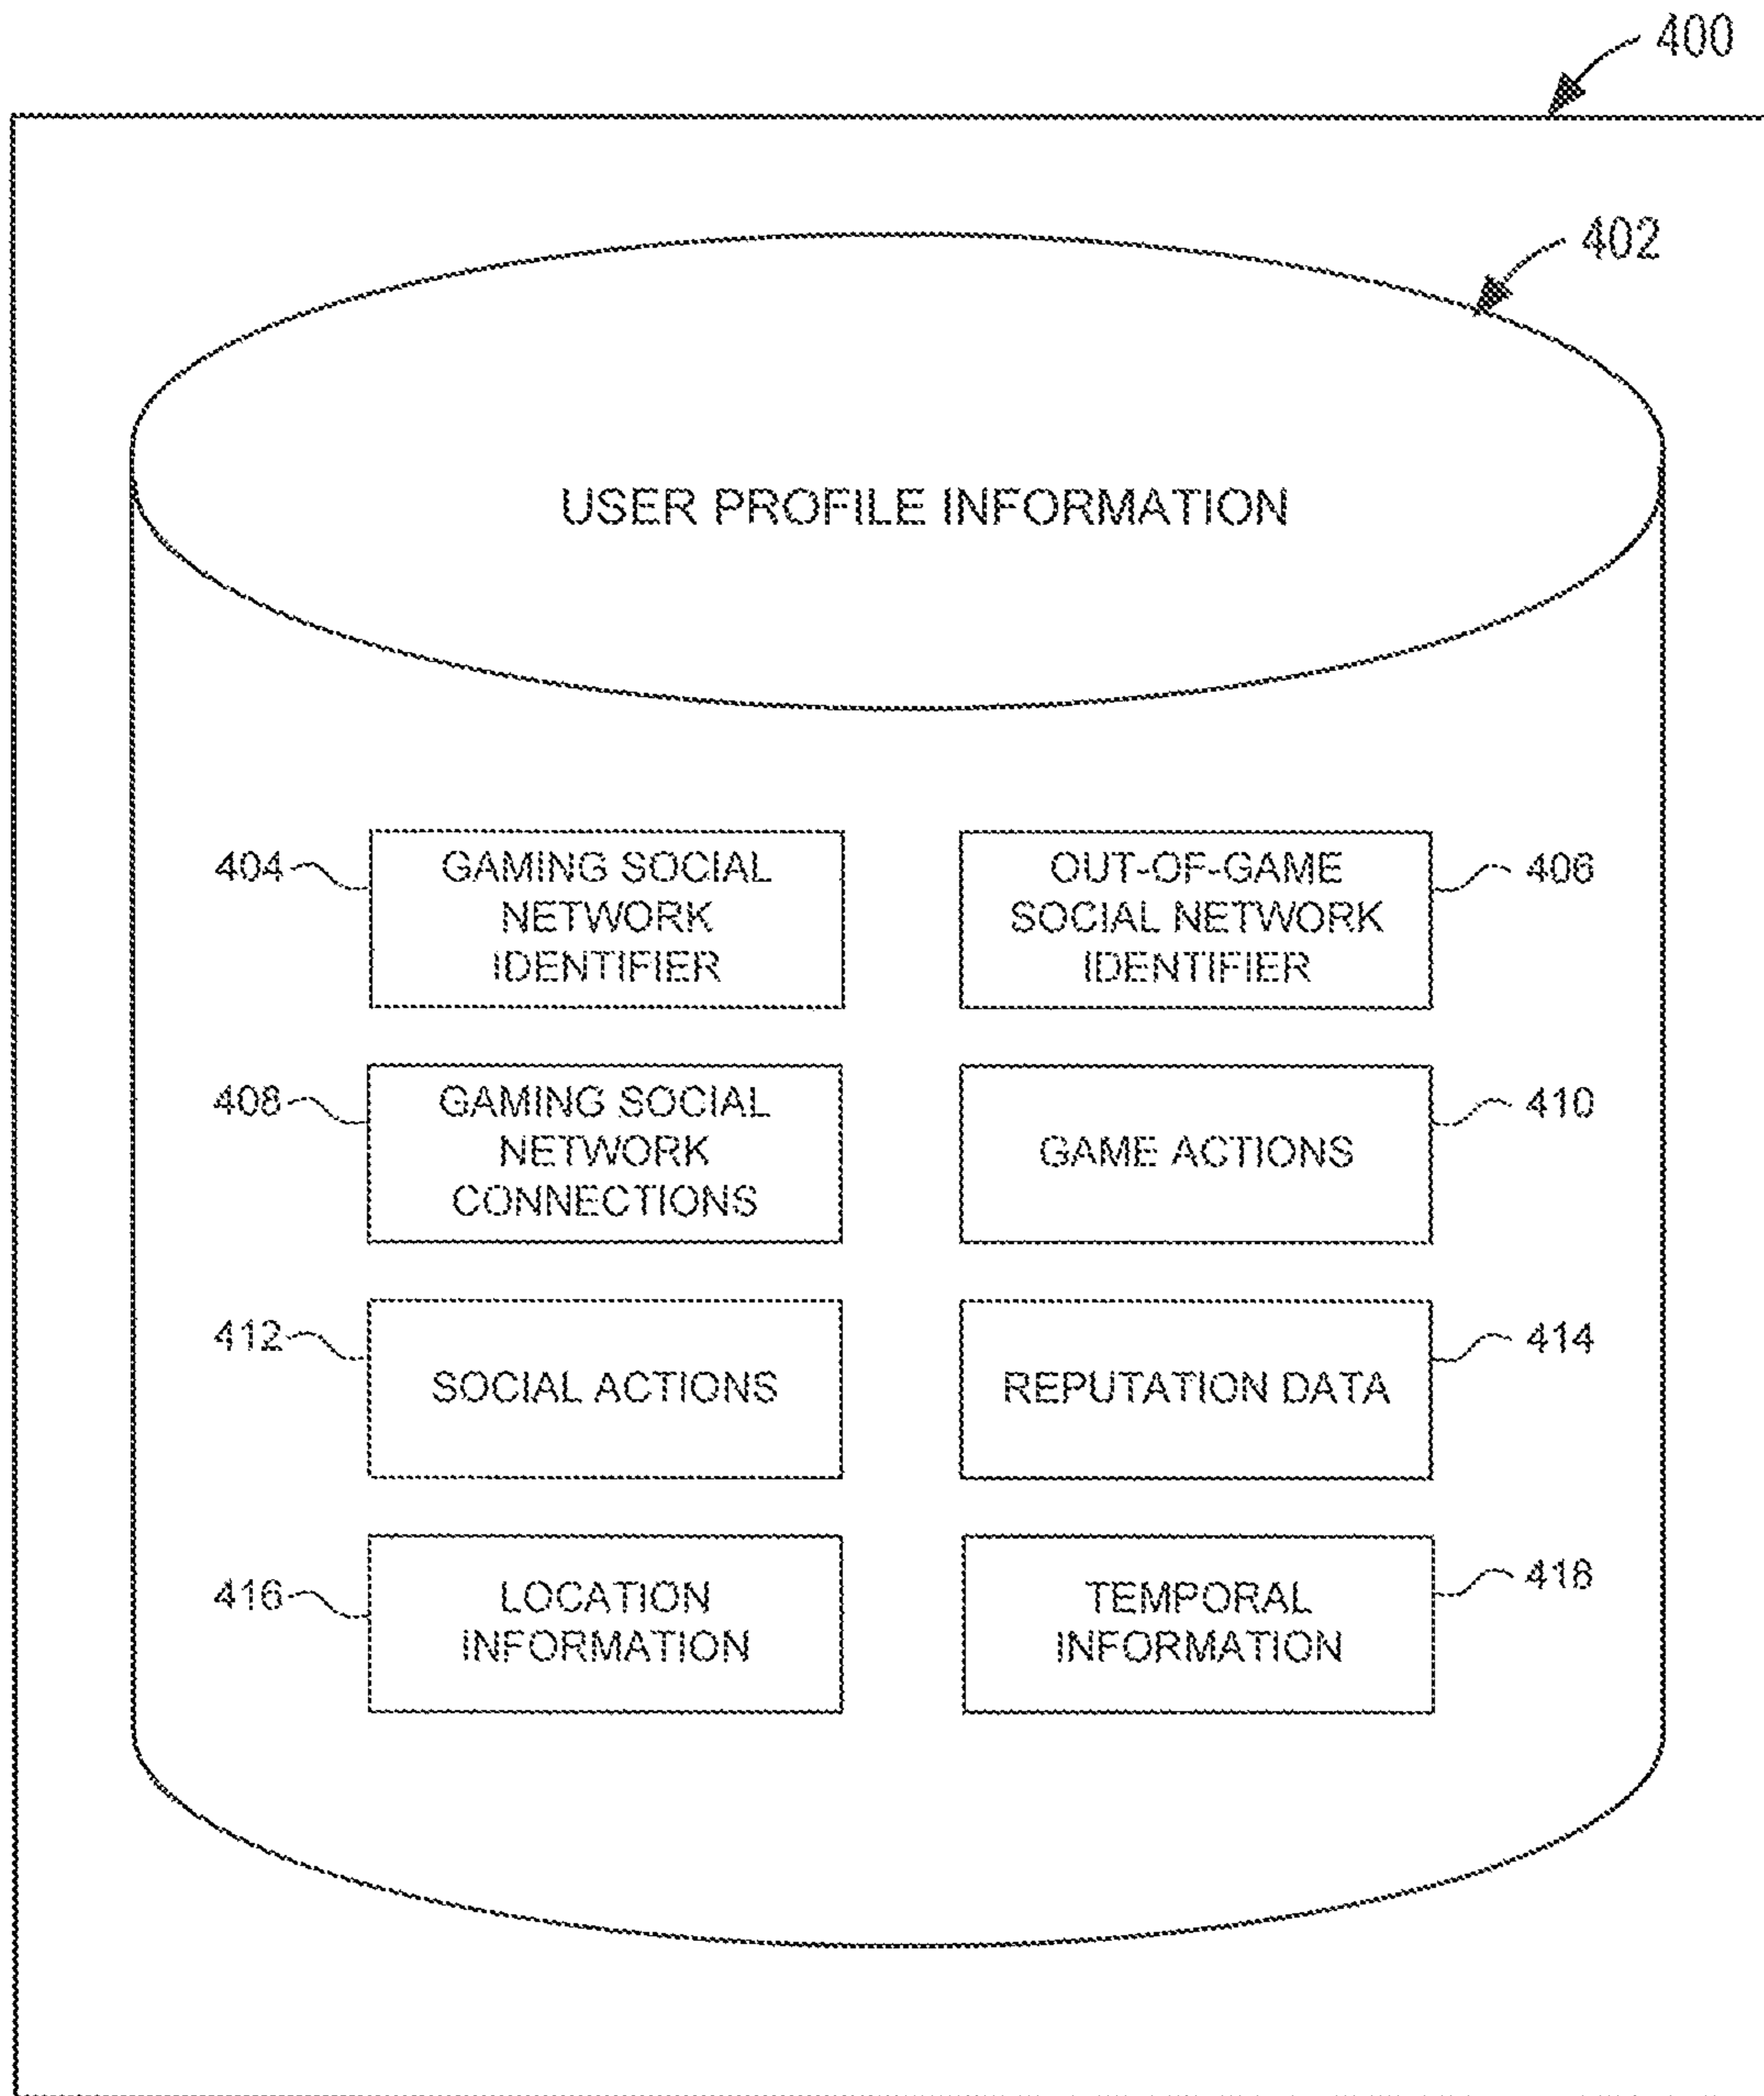 400
402
USER PROFILE INFORMATION
404
GAMING SOCIAL
NETWORK
IDENTIFIER
OUT-OF-GAME
SOCIAL NETWORK
IDENTIFIER
406
408
GAMING SOCIAL
NETWORK
CONNECTIONS
GAME ACTIONS
410
412
SOCIAL ACTIONS
REPUTATION DATA
414
416
LOCATION
INFORMATION
TEMPORAL
INFORMATION
418